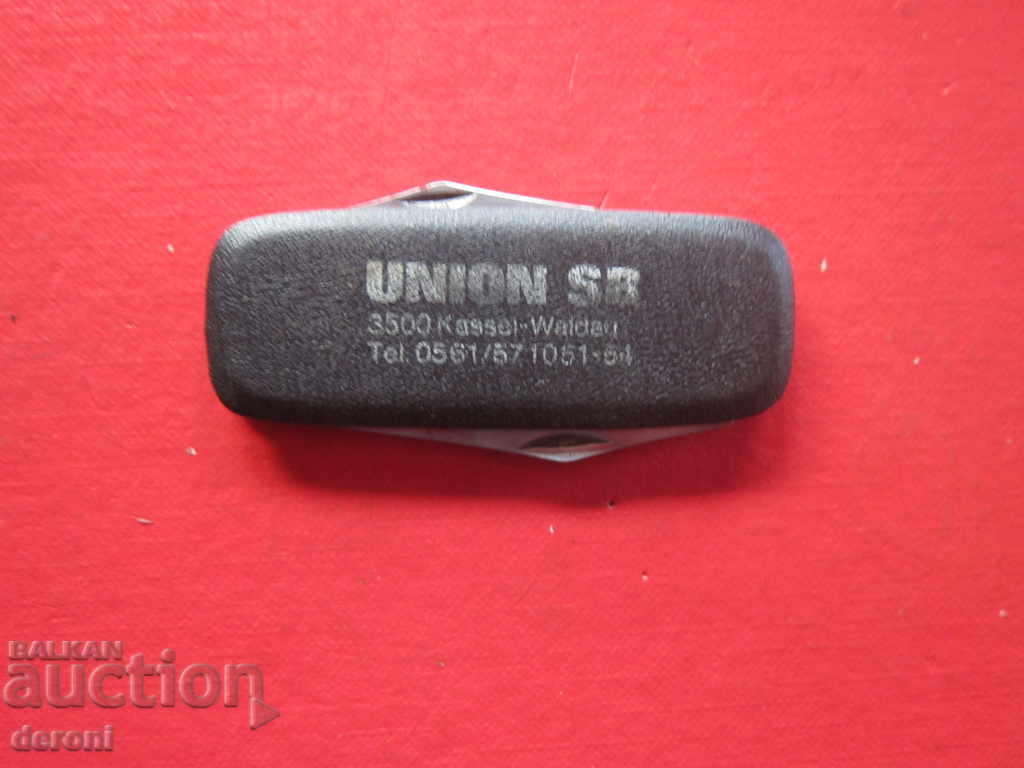 UNION SB
3500 Kassel-Waldau
Tel. 0561/571051-54
BALKAN
auction
deroni